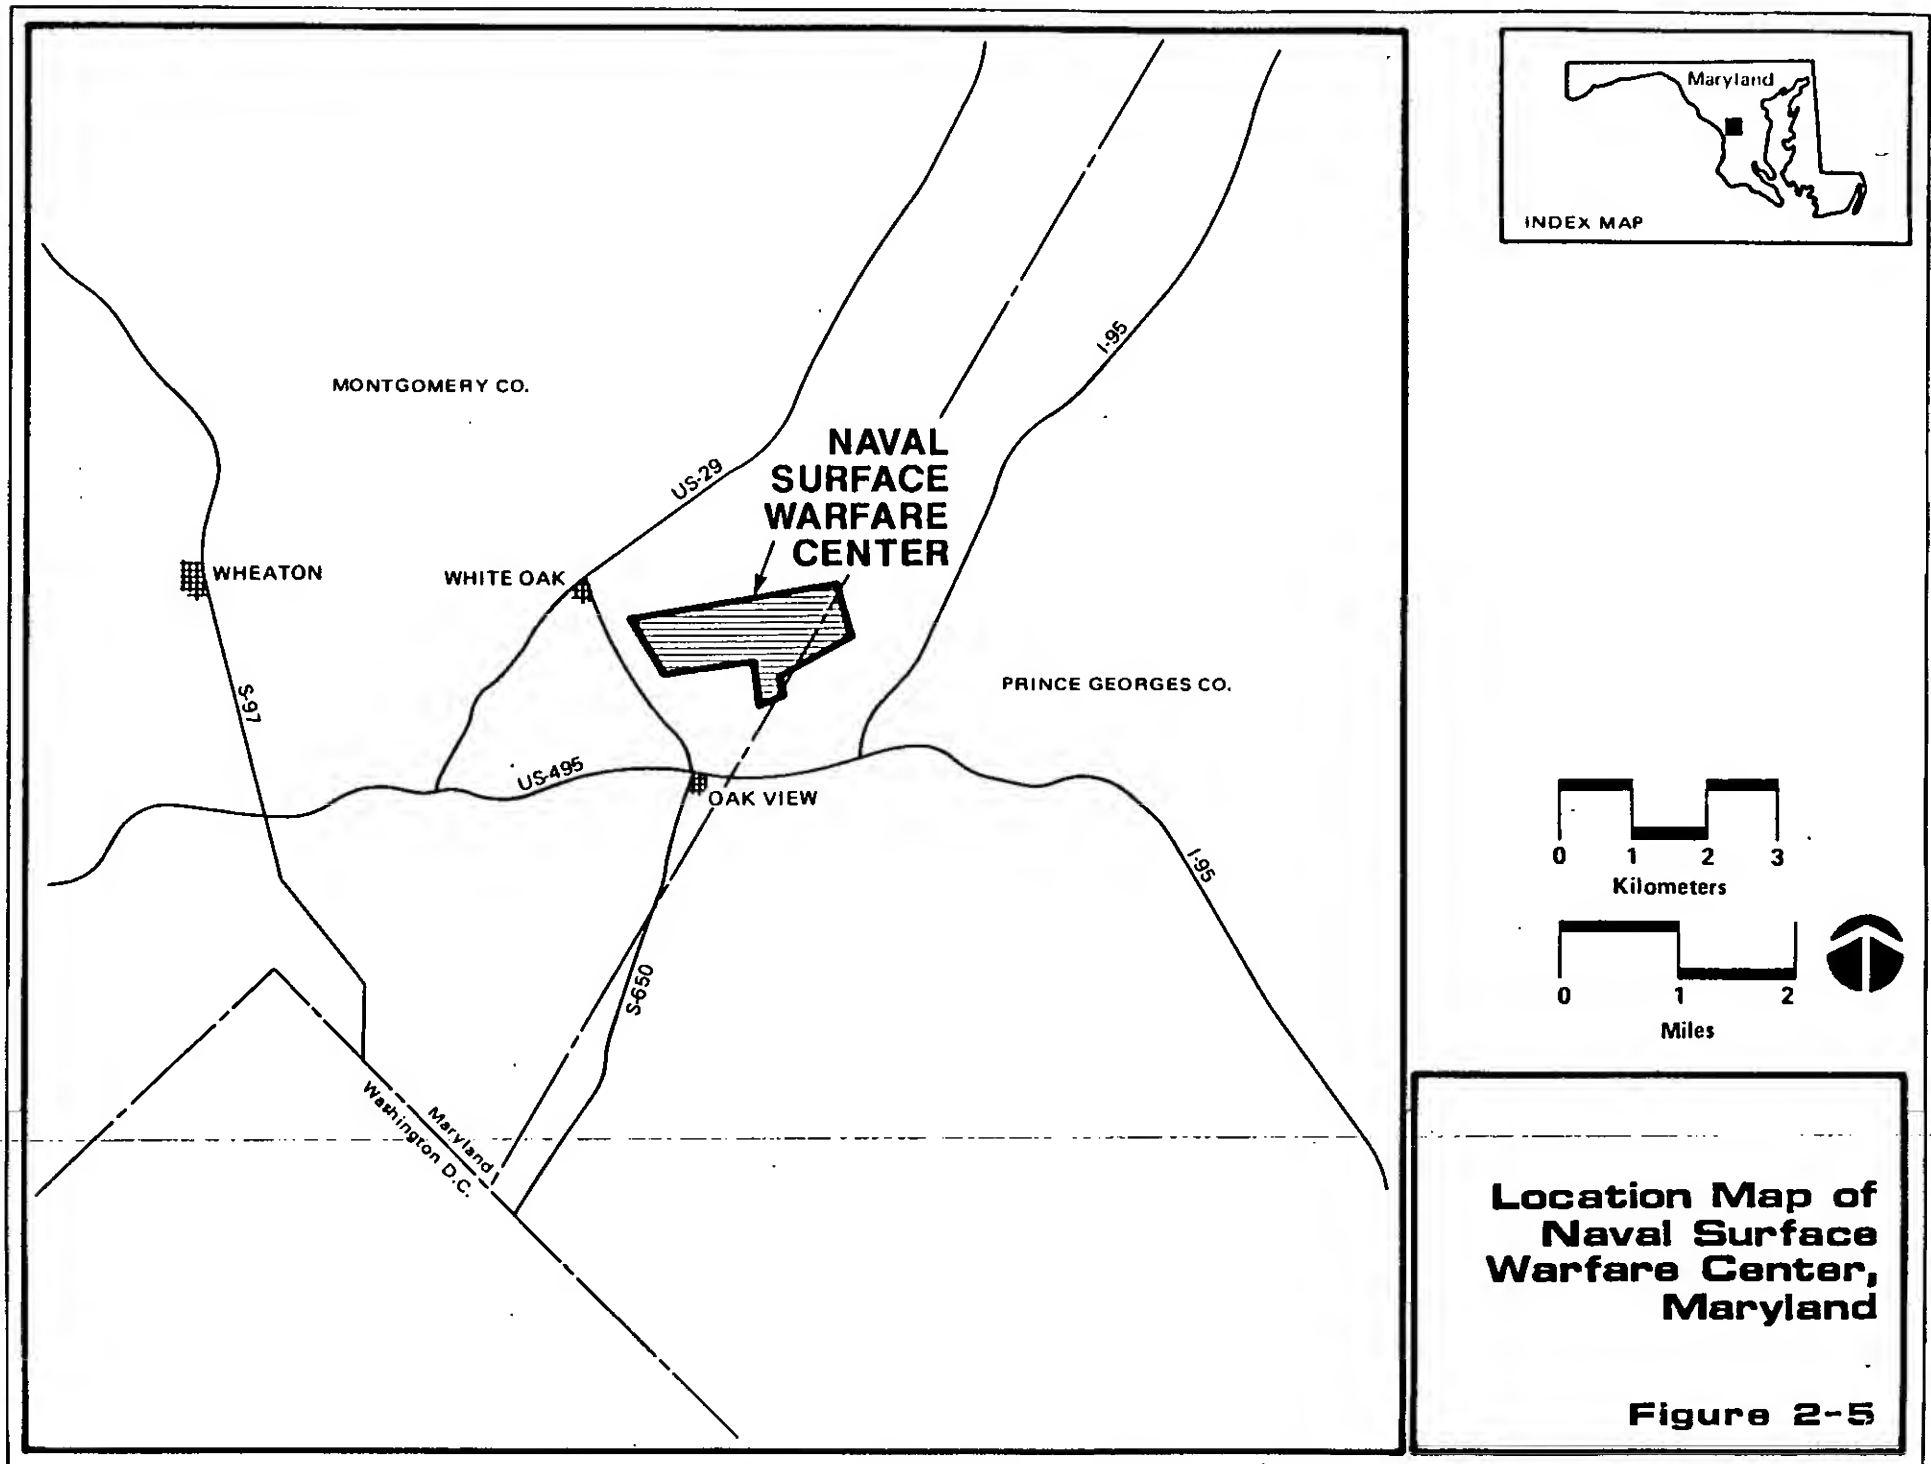 Maryland
INDEX MAP
I-95
MONTGOMERY CO.
NAVAL
SURFACE
WARFARE
CENTER
US-29
WHEATON
WHITE OAK
S-97
PRINCE GEORGES CO.
US-495
OAK VIEW
I-95
S-650
Maryland
Washington D.C.
0 1 2 3
Kilometers
0 1 2
Miles
Location Map of
Naval Surface
Warfare Center,
Maryland
Figure 2-5